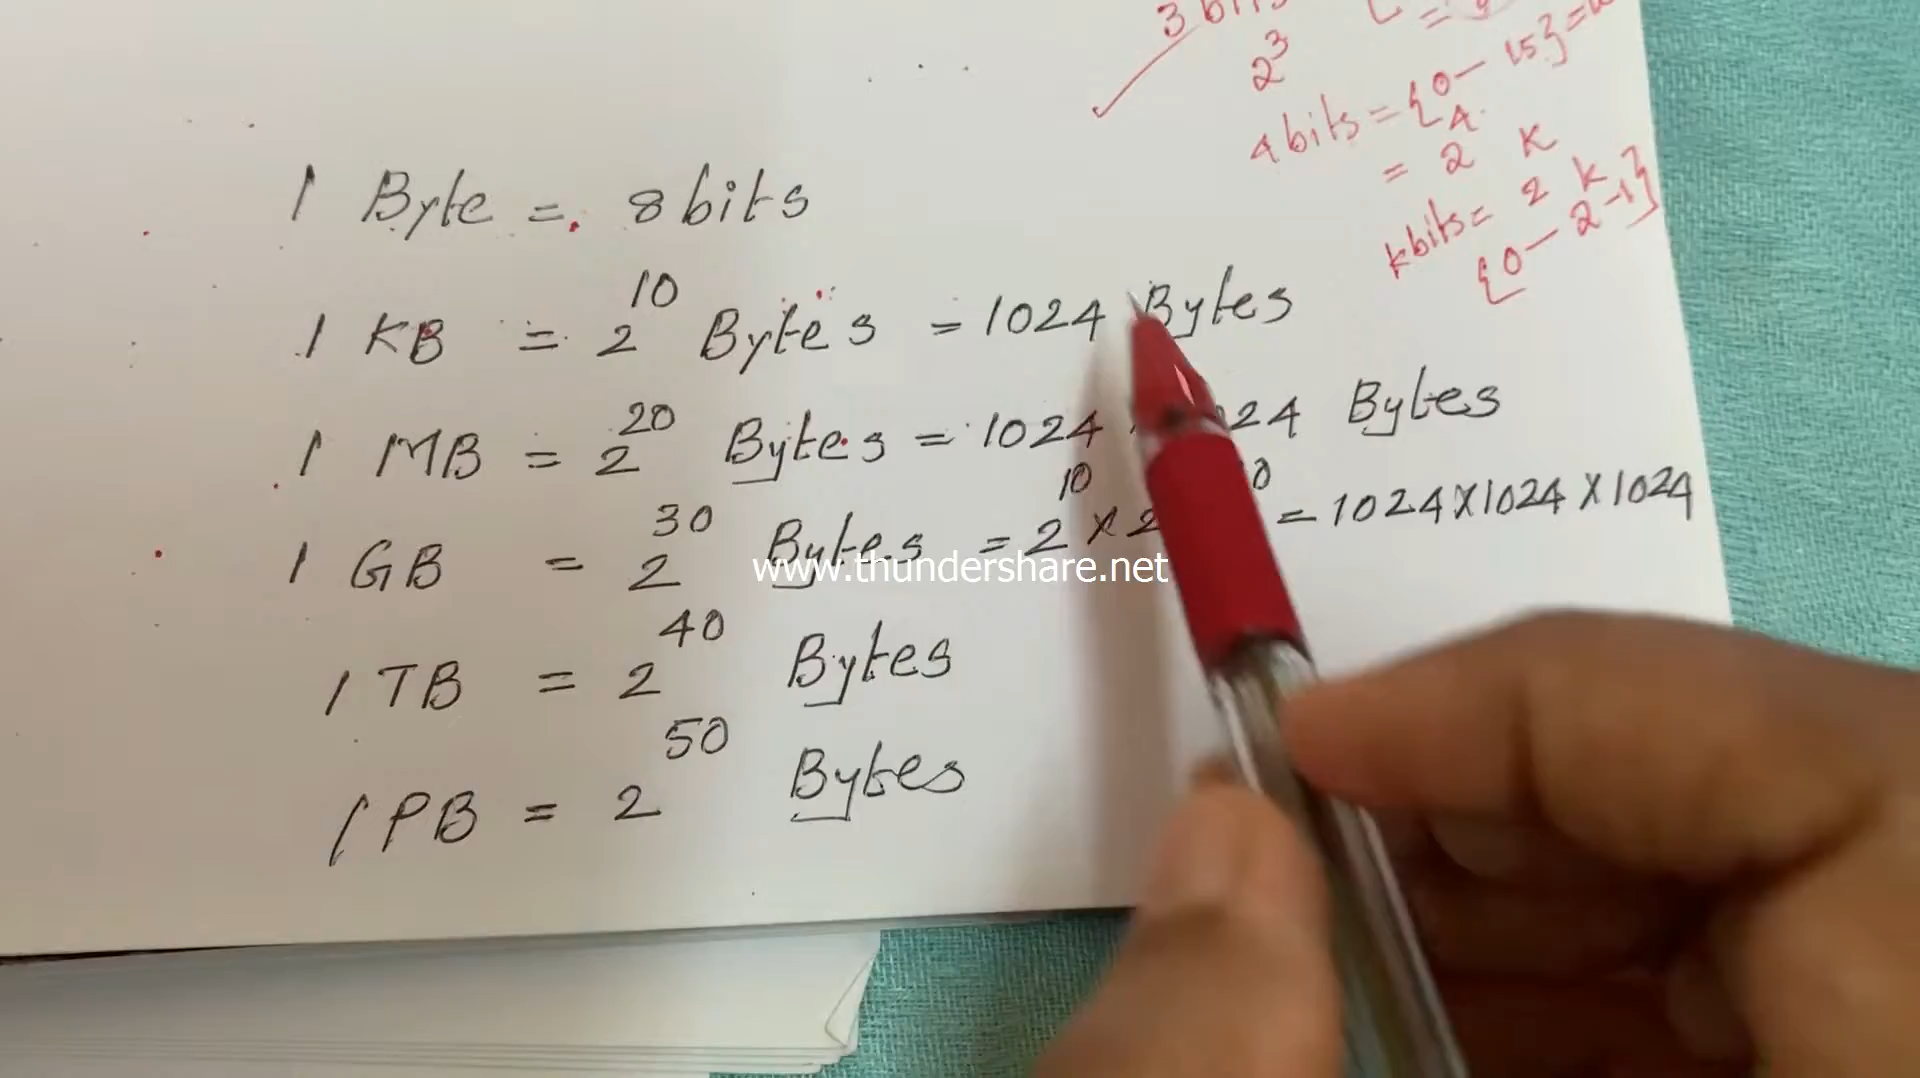 1 Byte = 8 bits
1 KB = 2^10 Bytes = 1024 Bytes
1 MB = 2^20 Bytes = 1024 24 Bytes
1 GB = 2^30 Bytes = 2^10 × 2 0 = 1024 × 1024 × 1024
1 TB = 2^40 Bytes
1 PB = 2^50 Bytes
3 bits
2^3
4 bits = {0 — 15} =
= 2^4
k bits = 2^k
{0 — 2^k-1}
www.thundershare.net